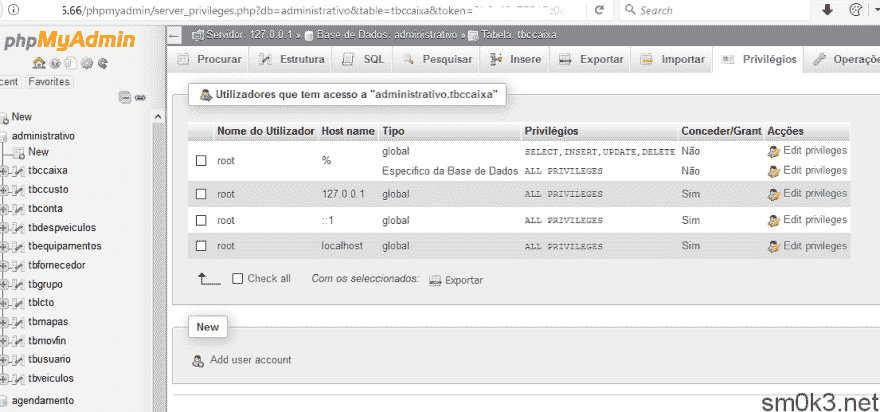 5.66/phpmyadmin/server_privileges.php?db=administrativo&table=tbccaixa&token=
Search
phpMyAdmin
cent Favorites
New
administrativo
New
tbccaixa
tbccusto
tbconta
tbdespveiculos
tbequipamentos
tbfornecedor
tbgrupo
tblcto
tbmapas
tbmovfin
tbusuario
tbveiculos
agendamento
Servidor: 127.0.0.1 » Base de Dados: administrativo » Tabela: tbccaixa
Procurar Estrutura SQL Pesquisar Insere Exportar Importar Privilégios Operaçõe
Utilizadores que tem acesso a "administrativo.tbccaixa"
Nome do Utilizador Host name Tipo Privilégios Conceder/Grant Acções
root % global SELECT,INSERT,UPDATE,DELETE Não Edit privileges
Especifico da Base de Dados ALL PRIVILEGES Não Edit privileges
root 127.0.0.1 global ALL PRIVILEGES Sim Edit privileges
root ::1 global ALL PRIVILEGES Sim Edit privileges
root localhost global ALL PRIVILEGES Sim Edit privileges
Check all Com os seleccionados: Exportar
New
Add user account
sm0k3.net